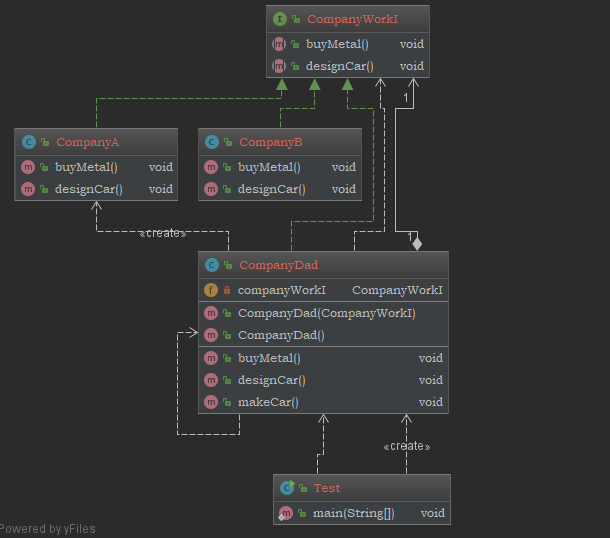 I CompanyWorkI
m buyMetal() void
m designCar() void
1
C CompanyA
m buyMetal() void
m designCar() void
C CompanyB
m buyMetal() void
m designCar() void
«create»
1
C CompanyDad
f companyWorkI CompanyWorkI
m CompanyDad(CompanyWorkI)
m CompanyDad()
m buyMetal() void
m designCar() void
m makeCar() void
«create»
C Test
m main(String[]) void
Powered by yFiles